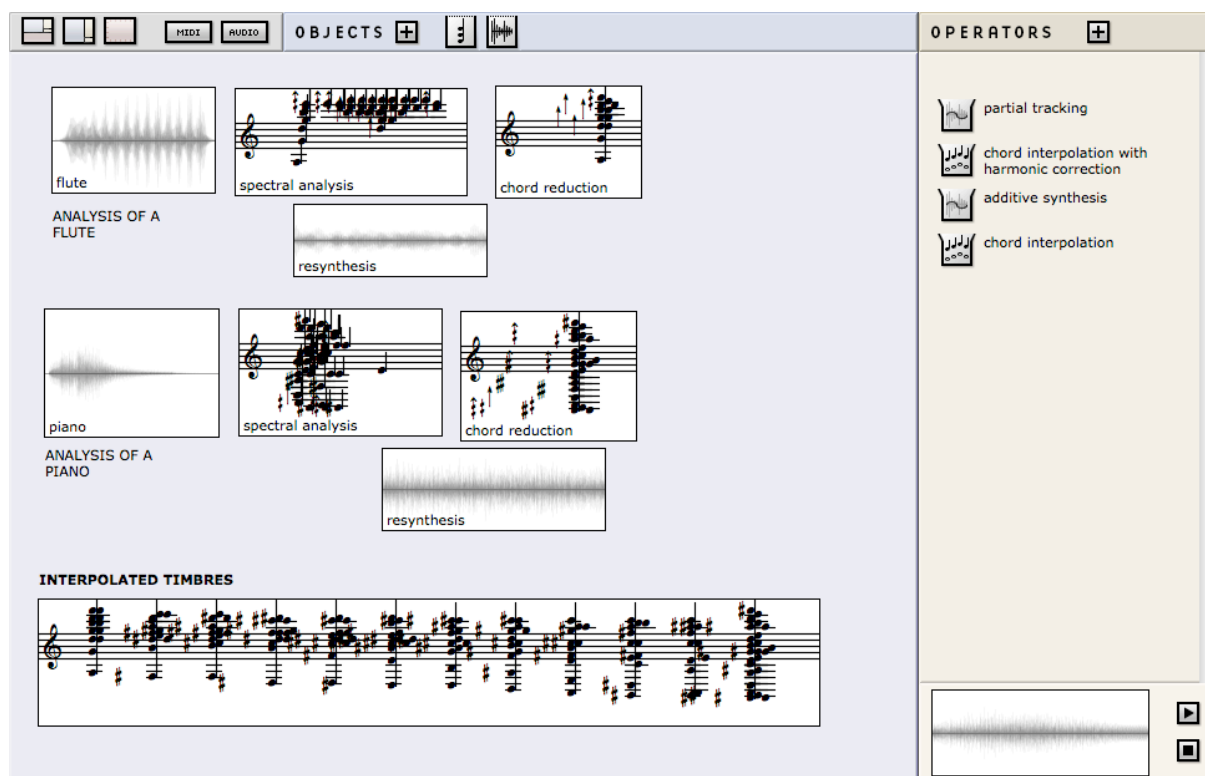 MIDI
AUDIO
OBJECTS
OPERATORS
flute
spectral analysis
chord reduction
ANALYSIS OF A
FLUTE
resynthesis
piano
spectral analysis
chord reduction
ANALYSIS OF A
PIANO
resynthesis
INTERPOLATED TIMBRES
partial tracking
chord interpolation with
harmonic correction
additive synthesis
chord interpolation